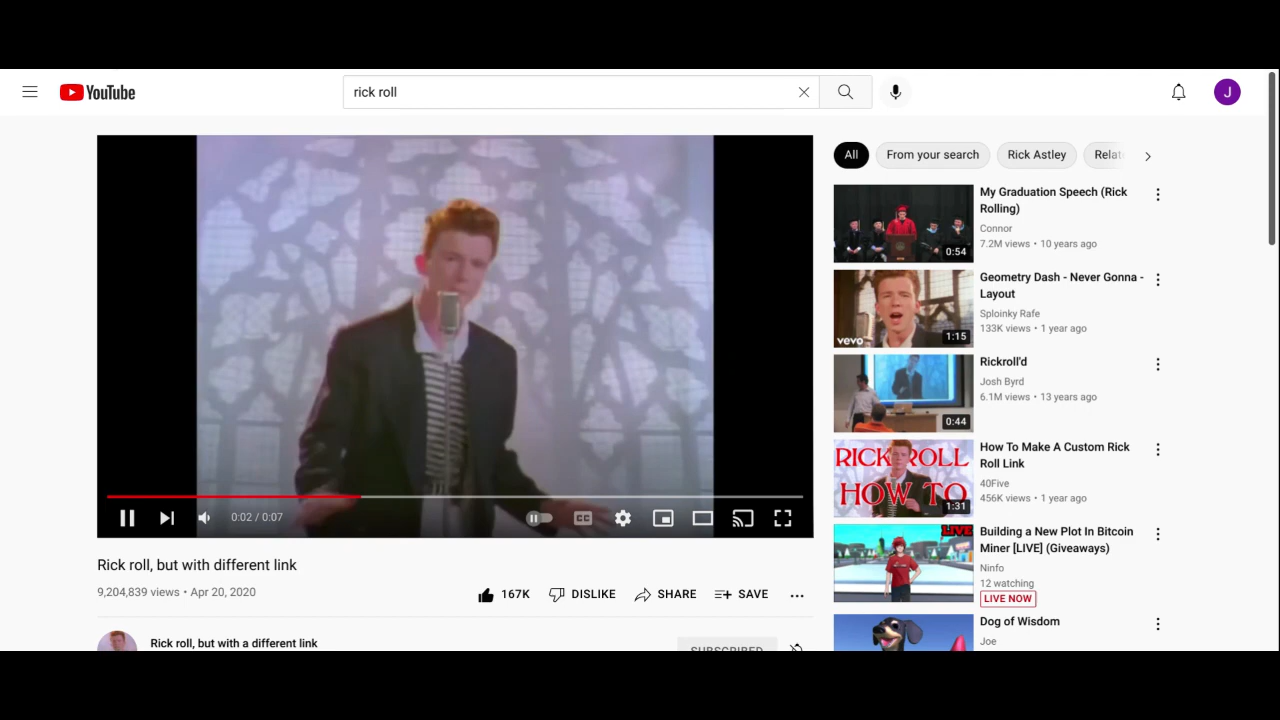 YouTube
rick roll
J
All
From your search
Rick Astley
My Graduation Speech (Rick
Rolling)
Connor
7.2M views • 10 years ago
0:54
Geometry Dash - Never Gonna -
Layout
Sploinky Rafe
133K views • 1 year ago
vevo
1:15
Rickroll'd
Josh Byrd
6.1M views • 13 years ago
0:44
How To Make A Custom Rick
Roll Link
40Five
456K views • 1 year ago
RICK ROLL
HOW TO
1:31
LIVE
Building a New Plot In Bitcoin
Miner [LIVE] (Giveaways)
Ninfo
12 watching
LIVE NOW
Dog of Wisdom
Joe
0:02 / 0:07
CC
Rick roll, but with different link
9,204,839 views • Apr 20, 2020
167K
DISLIKE
SHARE
SAVE
Rick roll, but with a different link
SUBSCRIBED